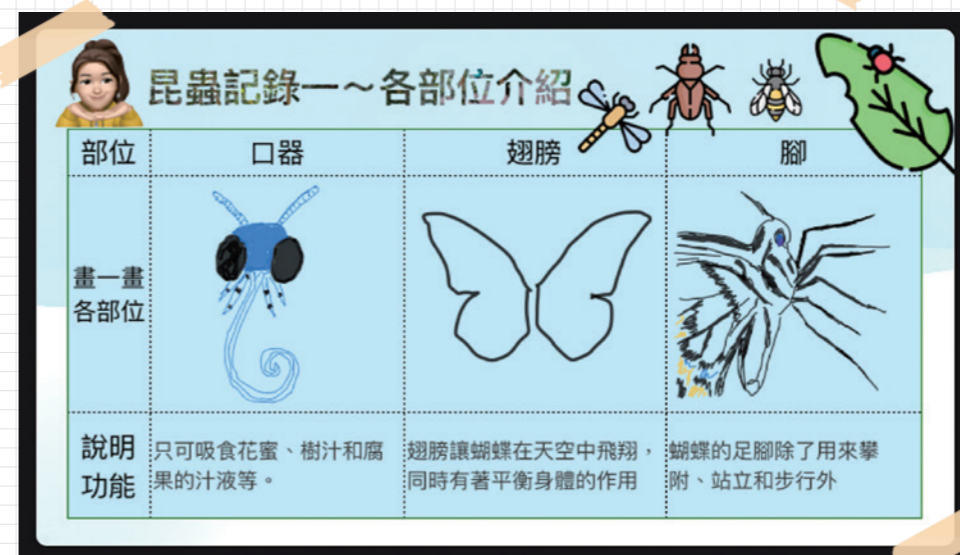 昆蟲記錄一～各部位介紹
部位
口器
翅膀
腳
畫一畫
各部位
說明
功能
只可吸食花蜜、樹汁和腐
果的汁液等。
翅膀讓蝴蝶在天空中飛翔，
同時有著平衡身體的作用
蝴蝶的足腳除了用來攀
附、站立和步行外